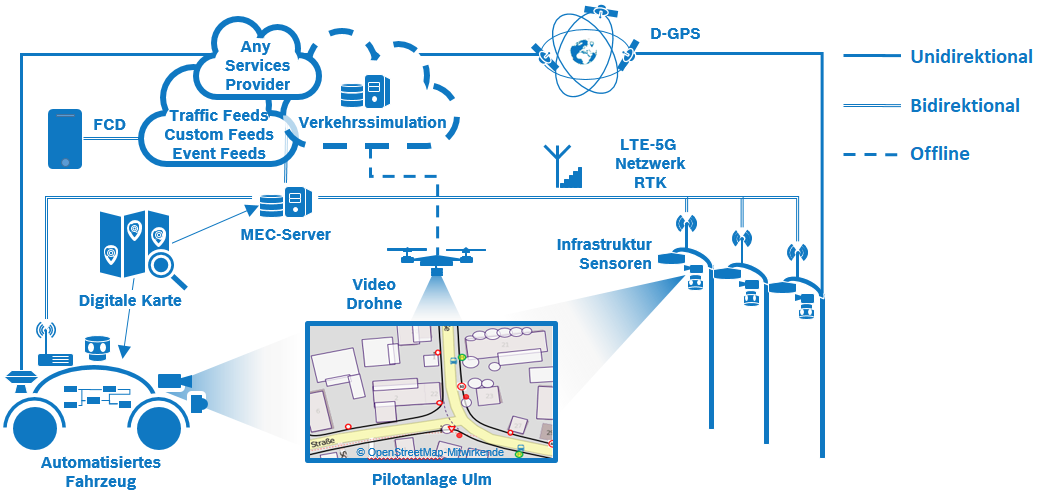 Any
Services
Provider
Traffic Feeds
Custom Feeds
Event Feeds
FCD
Verkehrssimulation
D-GPS
Unidirektional
Bidirektional
Offline
LTE-5G
Netzwerk
RTK
MEC-Server
Digitale Karte
Video
Drohne
Infrastruktur
Sensoren
Straße
© OpenStreetMap-Mitwirkende
Automatisiertes
Fahrzeug
Pilotanlage Ulm